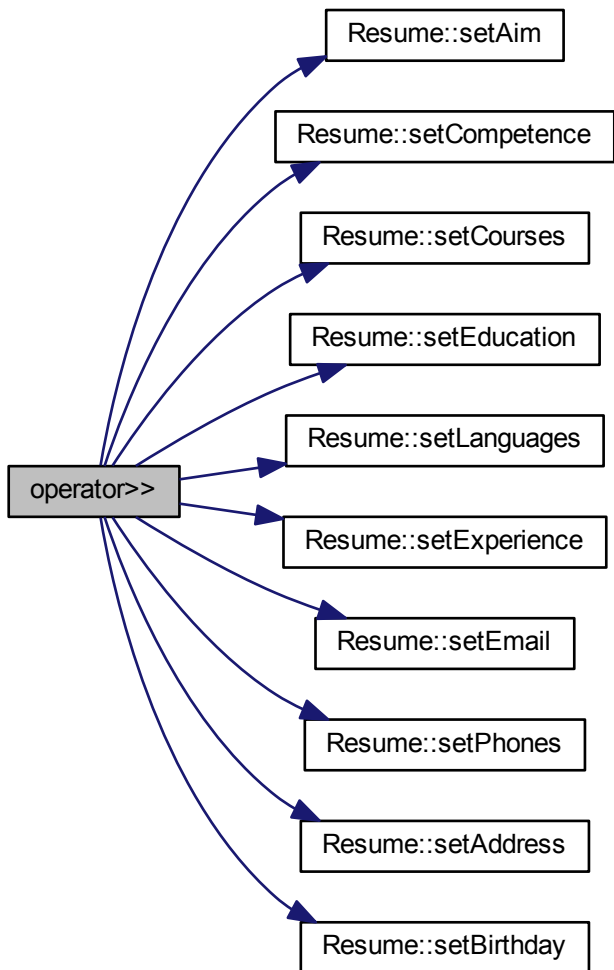 Resume::setAim
Resume::setCompetence
Resume::setCourses
Resume::setEducation
Resume::setLanguages
operator>>
Resume::setExperience
Resume::setEmail
Resume::setPhones
Resume::setAddress
Resume::setBirthday